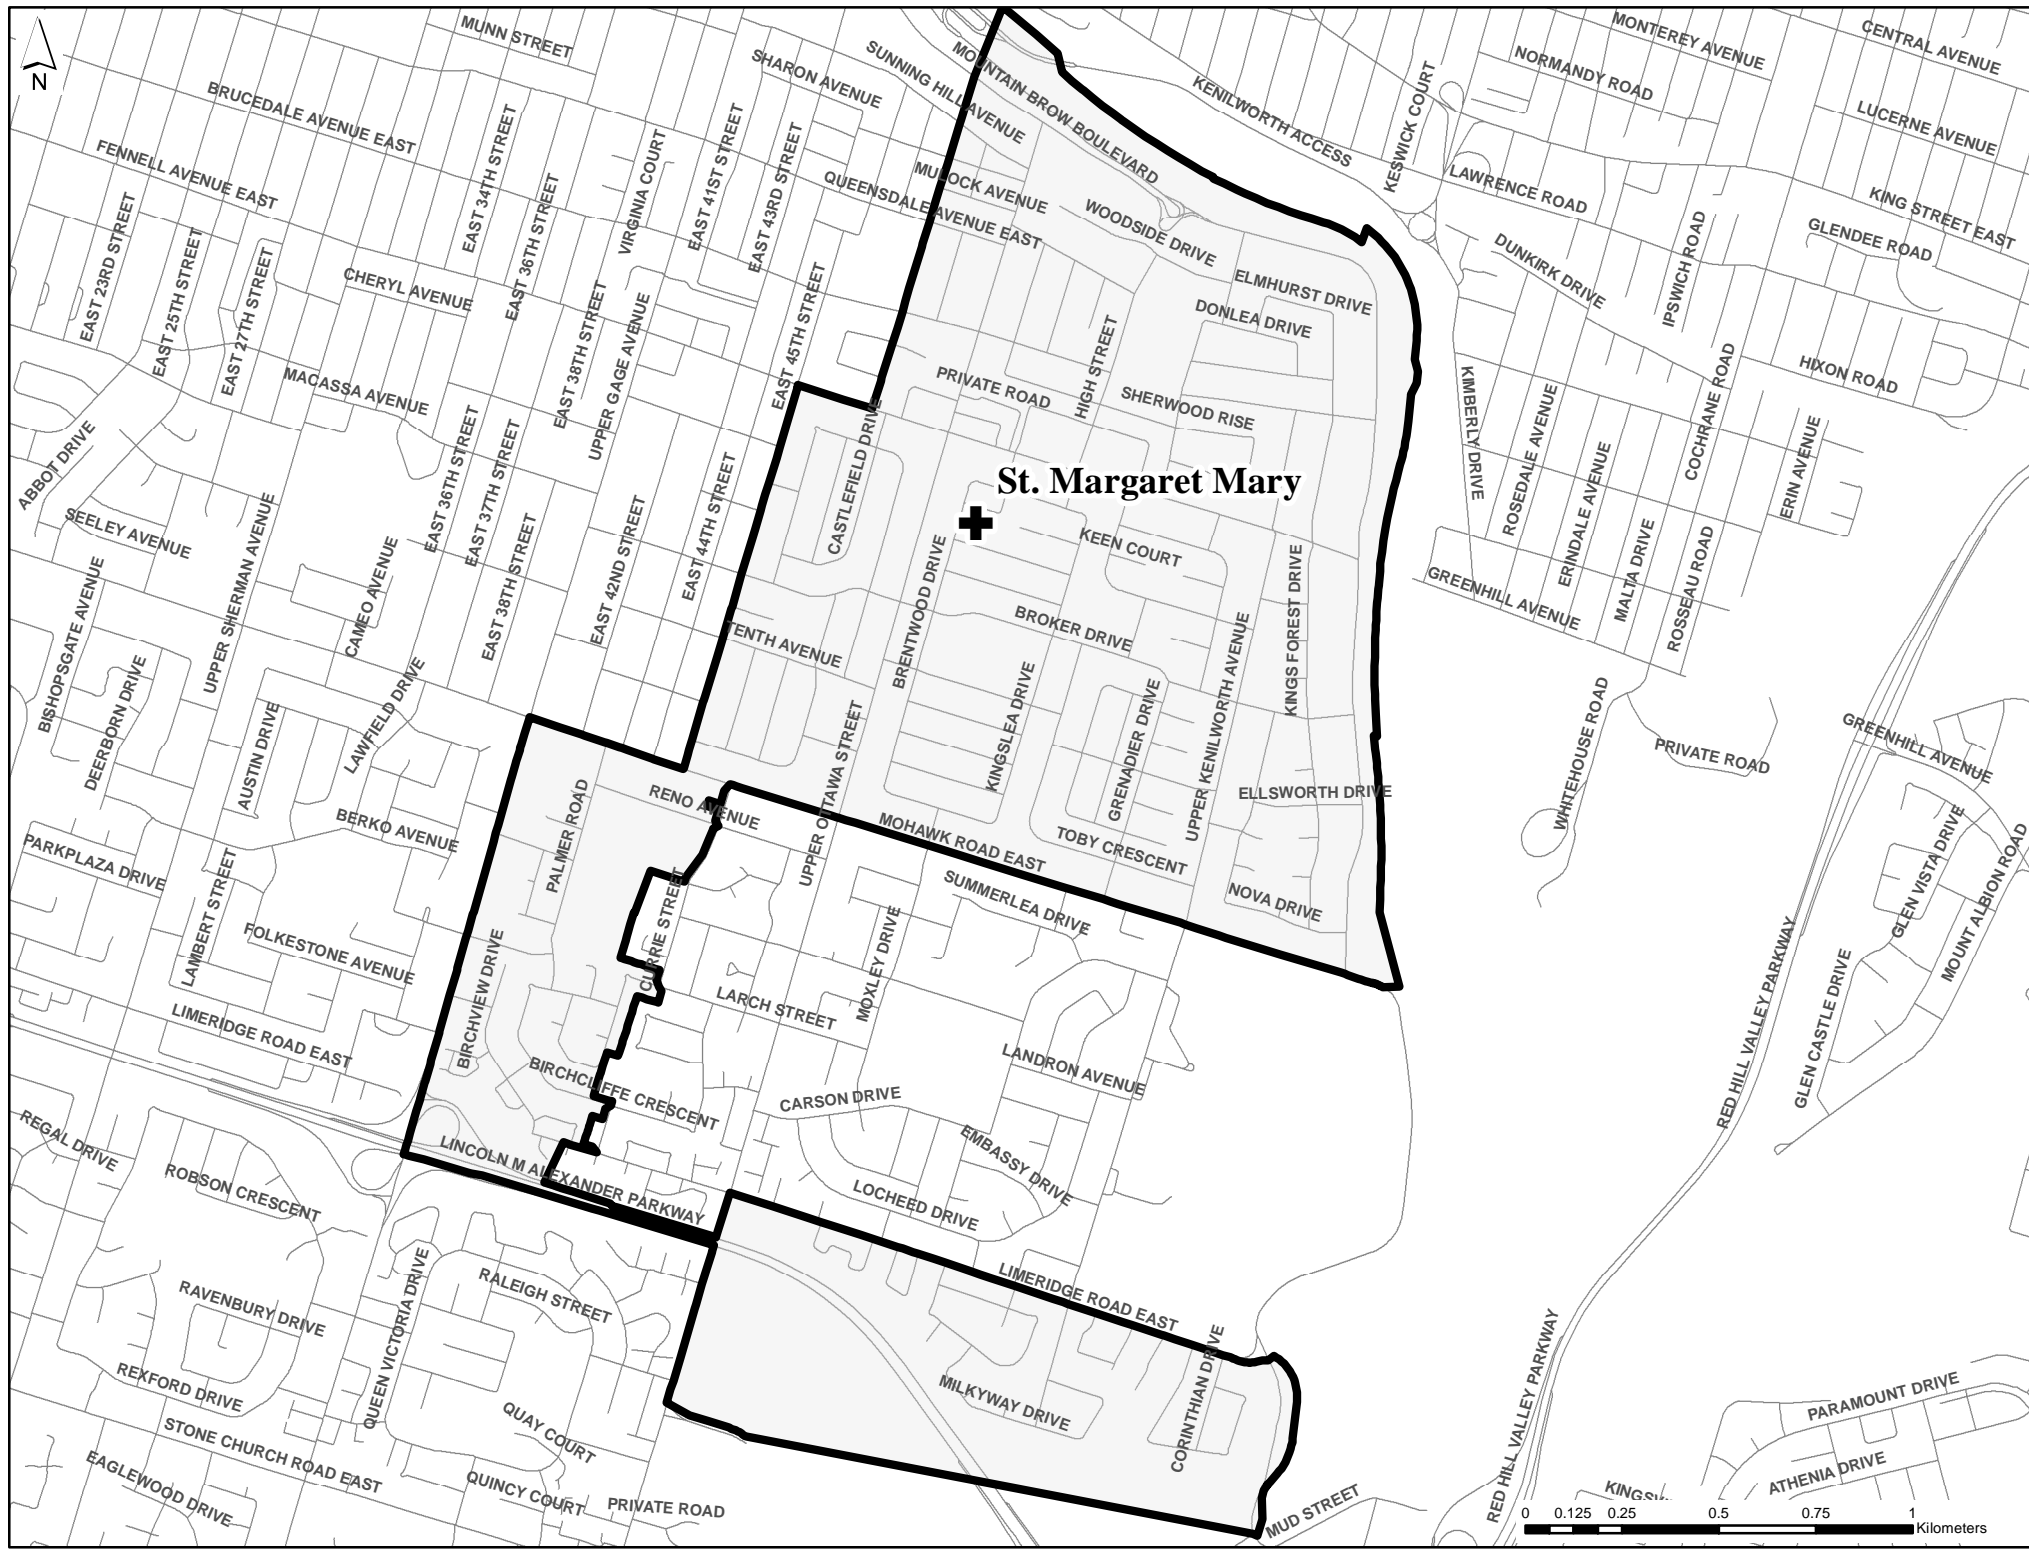 MUNN STREET
MONTEREY AVENUE
CENTRAL AVENUE
N
SHARON AVENUE
SUNNING HILL AVENUE
MOUNTAIN BROW BOULEVARD
NORMANDY ROAD
BRUCEDALE AVENUE EAST
KENILWORTH ACCESS
KESWICK COURT
LUCERNE AVENUE
FENNELL AVENUE EAST
EAST 34TH STREET
EAST 36TH STREET
VIRGINIA COURT
EAST 41ST STREET
EAST 43RD STREET
MULOCK AVENUE
QUEENSDALE AVENUE EAST
WOODSIDE DRIVE
LAWRENCE ROAD
KING STREET EAST
GLENDEE ROAD
EAST 23RD STREET
EAST 25TH STREET
EAST 27TH STREET
CHERYL AVENUE
EAST 38TH STREET
UPPER GAGE AVENUE
EAST 45TH STREET
ELMHURST DRIVE
DONLEA DRIVE
DUNKIRK DRIVE
IPSWICH ROAD
HIXON ROAD
MACASSA AVENUE
PRIVATE ROAD
HIGH STREET
SHERWOOD RISE
KIMBERLY DRIVE
ROSEDALE AVENUE
COCHRANE ROAD
ERIN AVENUE
ABBOT DRIVE
SEELEY AVENUE
UPPER SHERMAN AVENUE
EAST 36TH STREET
EAST 37TH STREET
EAST 38TH STREET
EAST 42ND STREET
EAST 44TH STREET
CASTLEFIELD DRIVE
St. Margaret Mary
KEEN COURT
BRENTWOOD DRIVE
KINGS FOREST DRIVE
ERINDALE AVENUE
MALTA DRIVE
ROSSEAU ROAD
GREENHILL AVENUE
BISHOPSGATE AVENUE
CAMEO AVENUE
DEERBORN DRIVE
AUSTIN DRIVE
LAWFIELD DRIVE
TENTH AVENUE
BROKER DRIVE
KINGSLEA DRIVE
GRENADIER DRIVE
UPPER KENILWORTH AVENUE
WHITEHOUSE ROAD
PRIVATE ROAD
GREENHILL AVENUE
PALMER ROAD
RENO AVENUE
UPPER OTTAWA STREET
ELLSWORTH DRIVE
BERKO AVENUE
PARKPLAZA DRIVE
MOHAWK ROAD EAST
TOBY CRESCENT
NOVA DRIVE
GLEN VISTA DRIVE
MOUNT ALBION ROAD
LAMBERT STREET
FOLKESTONE AVENUE
BIRCHVIEW DRIVE
CURRIE STREET
SUMMERLEA DRIVE
MOXLEY DRIVE
LARCH STREET
RED HILL VALLEY PARKWAY
GLEN CASTLE DRIVE
LIMERIDGE ROAD EAST
BIRCHCLIFFE CRESCENT
LANDRON AVENUE
CARSON DRIVE
EMBASSY DRIVE
REGAL DRIVE
ROBSON CRESCENT
LINCOLN M ALEXANDER PARKWAY
LOCHEED DRIVE
LIMERIDGE ROAD EAST
RAVENBURY DRIVE
QUEEN VICTORIA DRIVE
RALEIGH STREET
REXFORD DRIVE
MILKYWAY DRIVE
CORINTHIAN DRIVE
RED HILL VALLEY PARKWAY
PARAMOUNT DRIVE
ATHENIA DRIVE
STONE CHURCH ROAD EAST
QUAY COURT
EAGLEWOOD DRIVE
QUINCY COURT
PRIVATE ROAD
MUD STREET
0 0.125 0.25 0.5 0.75 1
Kilometers